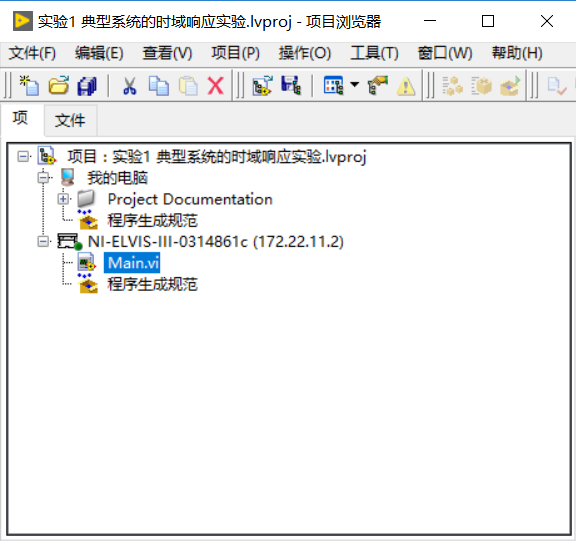 实验1 典型系统的时域响应实验.lvproj - 项目浏览器
文件(F) 编辑(E) 查看(V) 项目(P) 操作(O) 工具(T) 窗口(W) 帮助(H)
项 文件
项目：实验1 典型系统的时域响应实验.lvproj
我的电脑
Project Documentation
程序生成规范
NI-ELVIS-III-0314861c (172.22.11.2)
Main.vi
程序生成规范